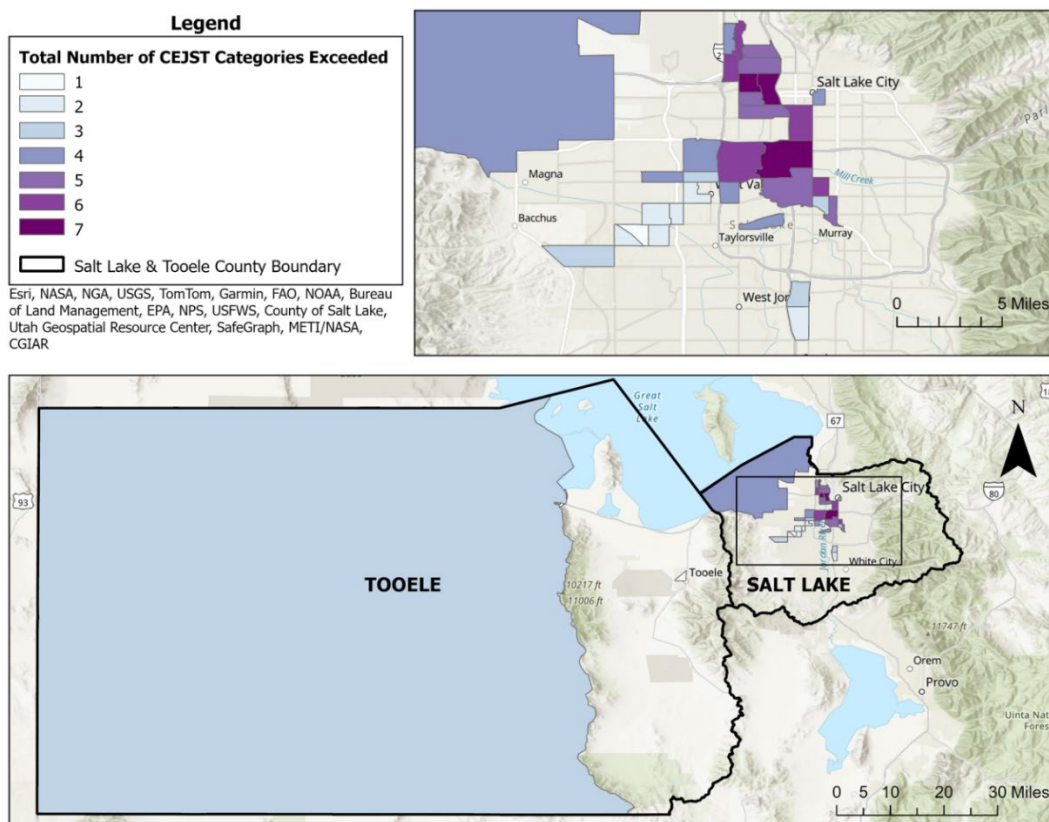 Legend
Total Number of CEJST Categories Exceeded
1
2
3
4
5
6
7
Salt Lake & Tooele County Boundary
Esri, NASA, NGA, USGS, TomTom, Garmin, FAO, NOAA, Bureau
of Land Management, EPA, NPS, USFWS, County of Salt Lake,
Utah Geospatial Resource Center, SafeGraph, METI/NASA,
CGIAR
Salt Lake City
Magna
Mill Creek
Bacchus
Taylorsville
Murray
West Jor
0 5 Miles
Great
Salt
Lake
67
N
93
80
Salt Lake City
Jordan
White City
Tooele
TOOELE
SALT LAKE
10217 ft
11006 ft
11747 ft
Orem
Provo
Uinta Nat
Fores
0 5 10 20 30 Miles